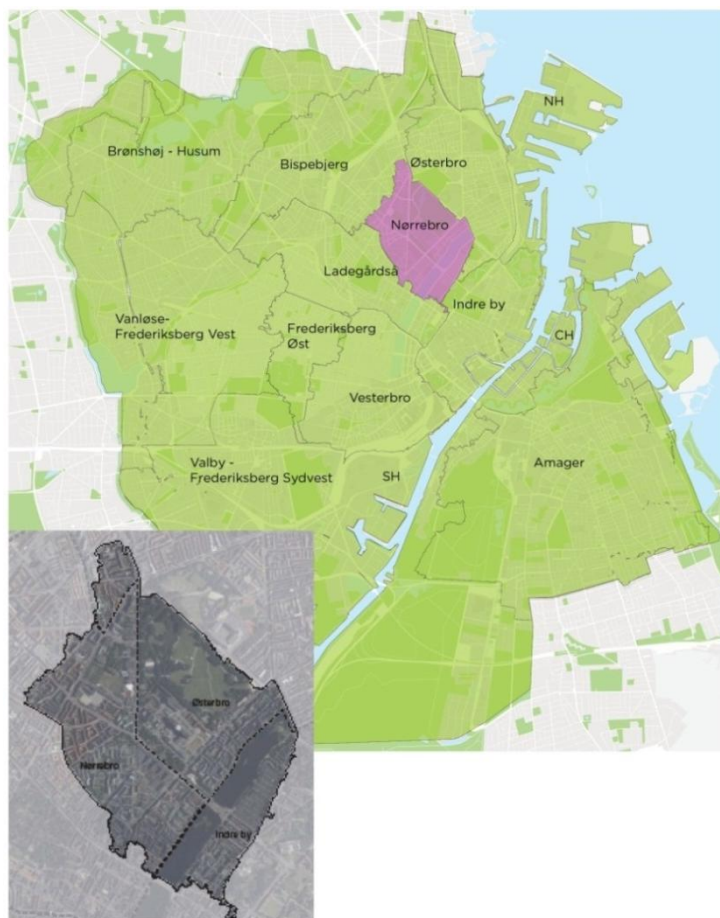 NH
Brønshøj - Husum
Bispebjerg
Østerbro
Nørrebro
Ladegårdså
Indre by
Vanløse-
Frederiksberg Vest
Frederiksberg
Øst
CH
Vesterbro
Valby -
Frederiksberg Sydvest
SH
Amager
Østerbro
Nørrebro
Indre by